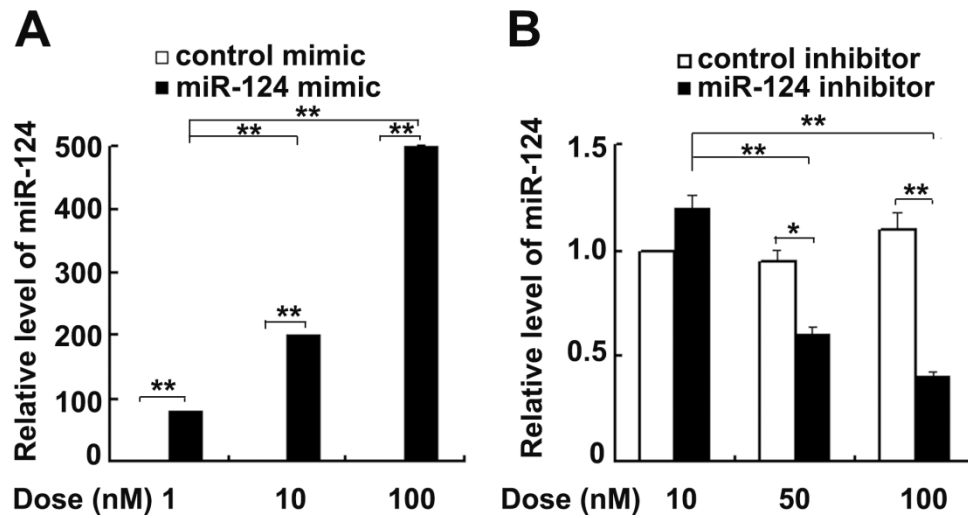 A
control mimic
miR-124 mimic
Relative level of miR-124
500
400
300
200
100
0
**
**
**
**
**
Dose (nM) 1 10 100
B
control inhibitor
miR-124 inhibitor
Relative level of miR-124
1.5
1.0
0.5
0
**
**
**
*
Dose (nM) 10 50 100